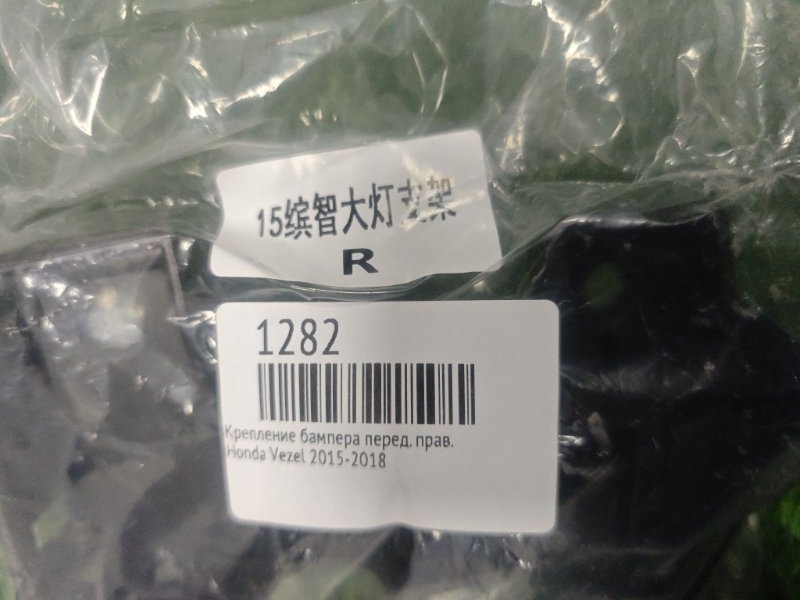 15缤智大灯支架
R
1282
Крепление бампера перед. прав.
Honda Vezel 2015-2018